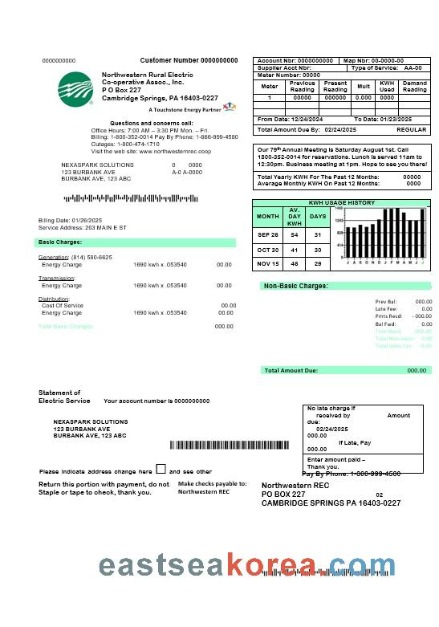 0000000000
Customer Number 0000000000
Northwestern Rural Electric
Co-operative Assoc., Inc.
P O Box 227
Cambridge Springs, PA 16403-0227
A Touchstone Energy Partner
Questions and concerns call:
Office Hours: 7:00 AM – 3:30 PM Mon. – Fri.
Billing: 1-800-352-0014 Pay By Phone: 1-866-999-4580
Outages: 1-800-474-1710
Visit the web site: www.northwesternrec.coop
NEXASPARK SOLUTIONS 0 0000
123 BURBANK AVE A-0 A-0000
BURBANK AVE, 123 ABC
Billing Date: 01/26/2025
Service Address: 263 MAIN E ST
Account Nbr: 0000000000 Map Nbr: 00-0000-00
Supplier Acct Nbr: Type of Service: AA-00
Meter Number: 00000
Meter Previous Reading Present Reading Mult KWH Used Demand Reading
1 00000 000000 0.000 0000
From Date: 12/24/2024 To Date: 01/23/2025
Total Amount Due By: 02/24/2025 REGULAR
Our 79th Annual Meeting is Saturday August 1st. Call
1800-352-0014 for reservations. Lunch is served 11am to
12:30pm. Business meeting at 1pm. Hope to see you there!
Total Yearly KWH For The Past 12 Months 00000
Average Monthly KWH On Past 12 Months 0000
KWH USAGE HISTORY
MONTH AV. DAY KWH DAYS
SEP 26 54 31
OCT 30 41 30
NOV 15 48 29
Basic Charges:
Generation: (814) 580-6625
Energy Charge 1690 kwh x .053540 00.00
Transmission:
Energy Charge 1690 kwh x .053540 00.00
Distribution:
Cost Of Service 00.00
Energy Charge 1690 kwh x .053540 00.00
Total Basic Charges: 000.00
Non-Basic Charges:
Prev Bal: 000.00
Late Fee: 0.00
Pmts Recd: - 000.00
Bal Fwd: 0.00
Total Amount Due: 000.00
Statement of
Electric Service Your account number is 0000000000
NEXASPARK SOLUTIONS
123 BURBANK AVE
BURBANK AVE, 123 ABC
No late charge if
received by Amount
due:
02/24/2025
000.00
If Late, Pay
000.00
Enter amount paid –
Thank you.
Pay By Phone: 1-866-999-4580
Please indicate address change here and see other
Return this portion with payment, do not
Staple or tape to check, thank you.
Make checks payable to:
Northwestern REC
Northwestern REC
PO BOX 227 02
CAMBRIDGE SPRINGS PA 16403-0227
eastseakorea.com